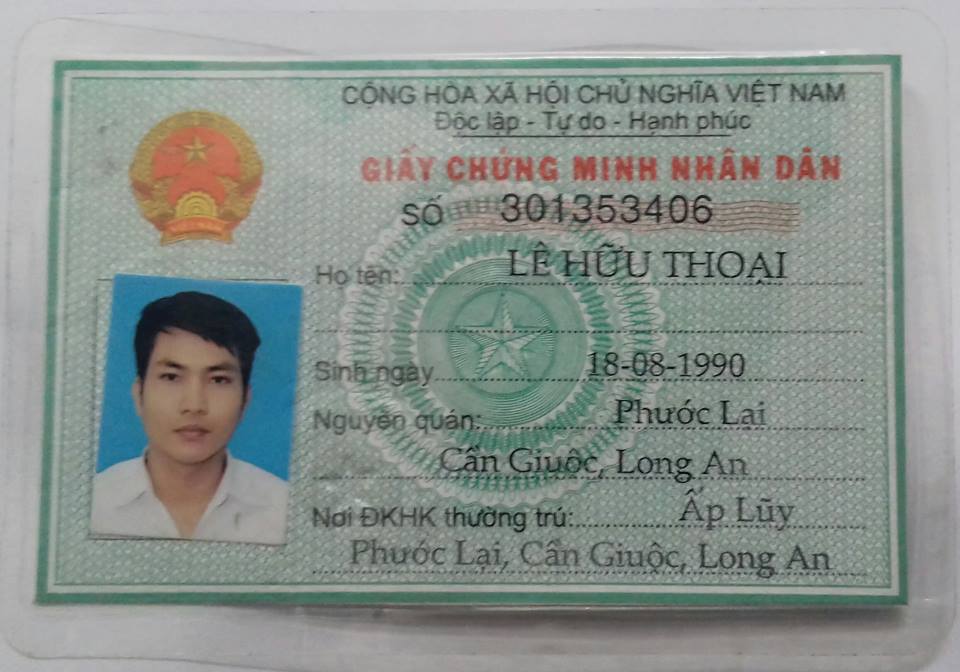 CỘNG HÒA XÃ HỘI CHỦ NGHĨA VIỆT NAM
Độc lập - Tự do - Hạnh phúc
GIẤY CHỨNG MINH NHÂN DÂN
SỐ 301353406
Họ tên: LÊ HỮU THOẠI
Sinh ngày 18-08-1990
Nguyên quán: Phước Lại
Cần Giuộc, Long An
Nơi ĐKHK thường trú: Ấp Lũy
Phước Lại, Cần Giuộc, Long An